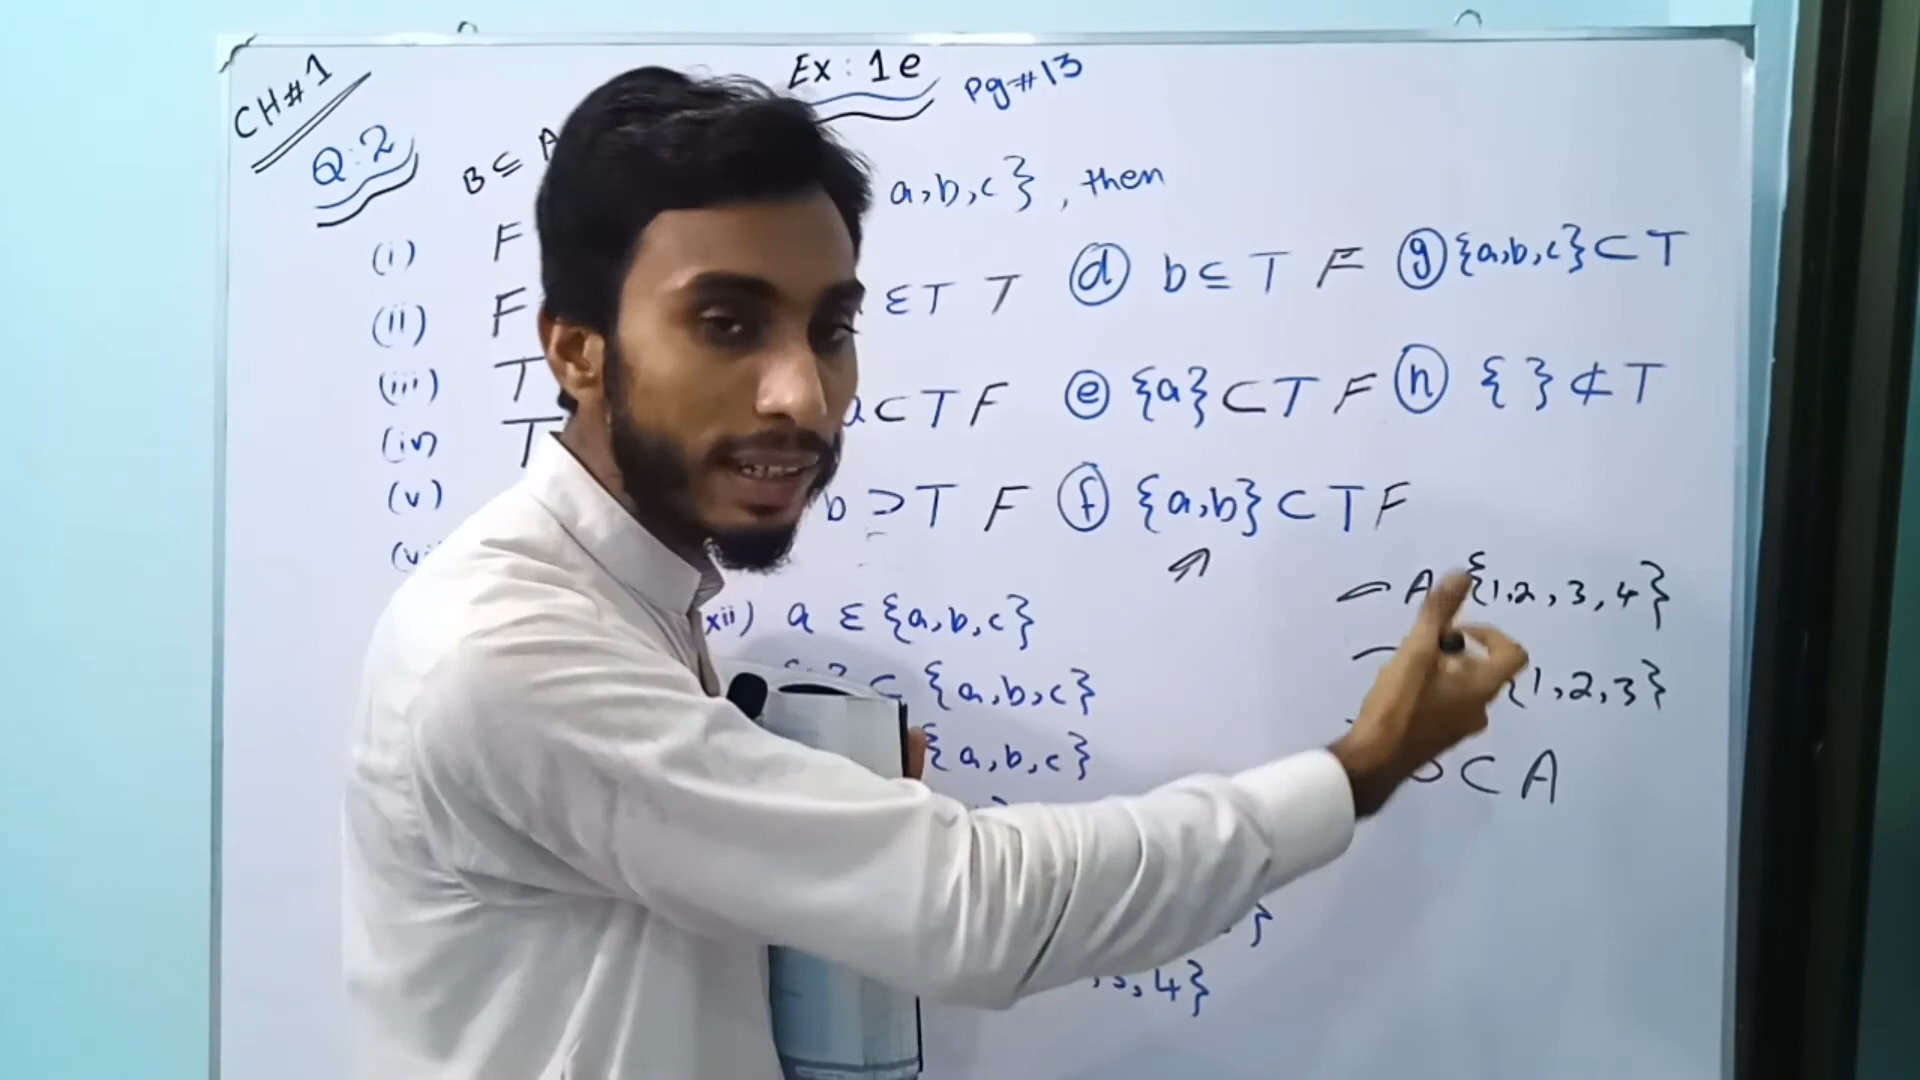 CH#1
Ex: 1e
Pg#13
Q:2
B ⊆ A
a,b,c}, then
(i) F
(ii) F
(iii) T
(iv) T
(v)
ε T T
a ⊂ T F
b ⊃ T F
(d) b ⊆ T F
(e) {a} ⊂ T F
(f) {a,b} ⊂ T F
(g) {a,b,c} ⊂ T
(h) { } ⊄ T
xii) a ε {a,b,c}
⊂ {a,b,c}
{a,b,c}
, 3, 4}
A {1,2,3,4}
{1,2,3}
⊂ A